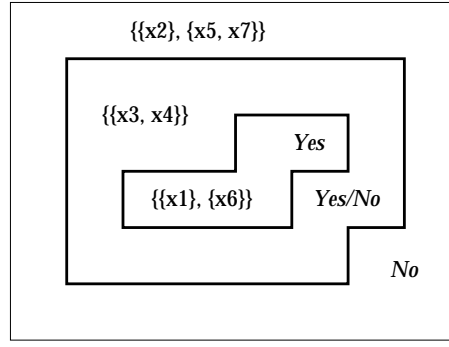 {{x2}, {x5, x7}}
{{x3, x4}}
Yes
{{x1}, {x6}}
Yes/No
No